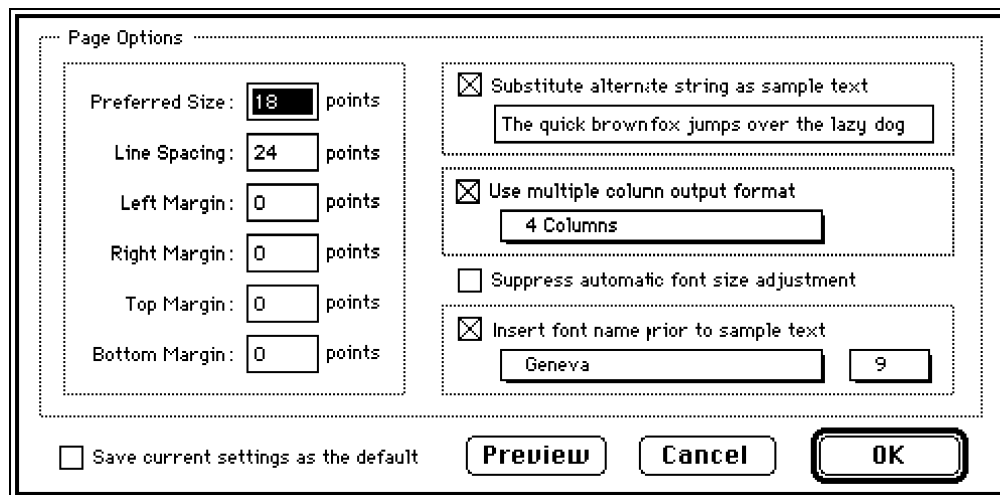 Page Options
Preferred Size: 18 points
Line Spacing: 24 points
Left Margin: 0 points
Right Margin: 0 points
Top Margin: 0 points
Bottom Margin: 0 points
Substitute alternate string as sample text
The quick brown fox jumps over the lazy dog
Use multiple column output format
4 Columns
Suppress automatic font size adjustment
Insert font name prior to sample text
Geneva 9
Save current settings as the default
Preview Cancel OK